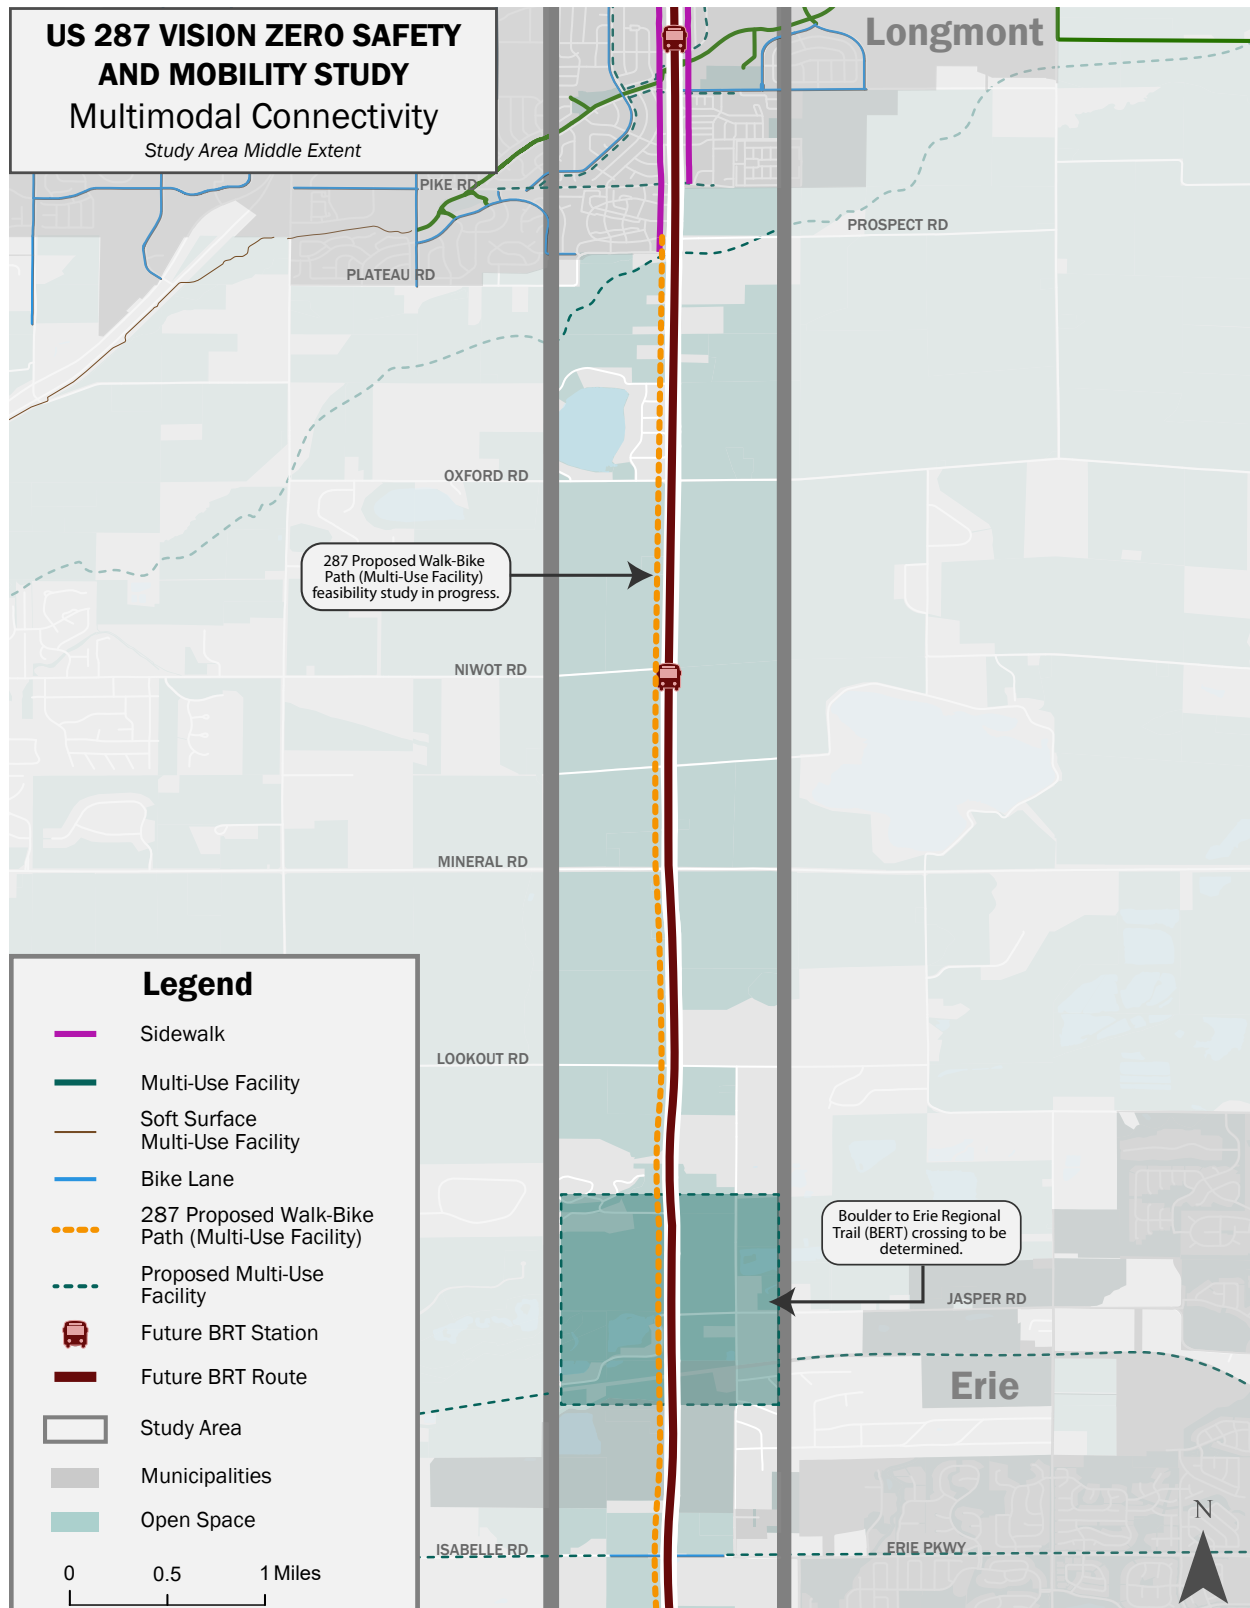 US 287 VISION ZERO SAFETY
AND MOBILITY STUDY
Multimodal Connectivity
Study Area Middle Extent
Longmont
PIKE RD
PROSPECT RD
PLATEAU RD
OXFORD RD
287 Proposed Walk-Bike
Path (Multi-Use Facility)
feasibility study in progress.
NIWOT RD
MINERAL RD
LOOKOUT RD
Boulder to Erie Regional
Trail (BERT) crossing to be
determined.
JASPER RD
Erie
ISABELLE RD
ERIE PKWY
N
Legend
Sidewalk
Multi-Use Facility
Soft Surface
Multi-Use Facility
Bike Lane
287 Proposed Walk-Bike
Path (Multi-Use Facility)
Proposed Multi-Use
Facility
Future BRT Station
Future BRT Route
Study Area
Municipalities
Open Space
0 0.5 1 Miles